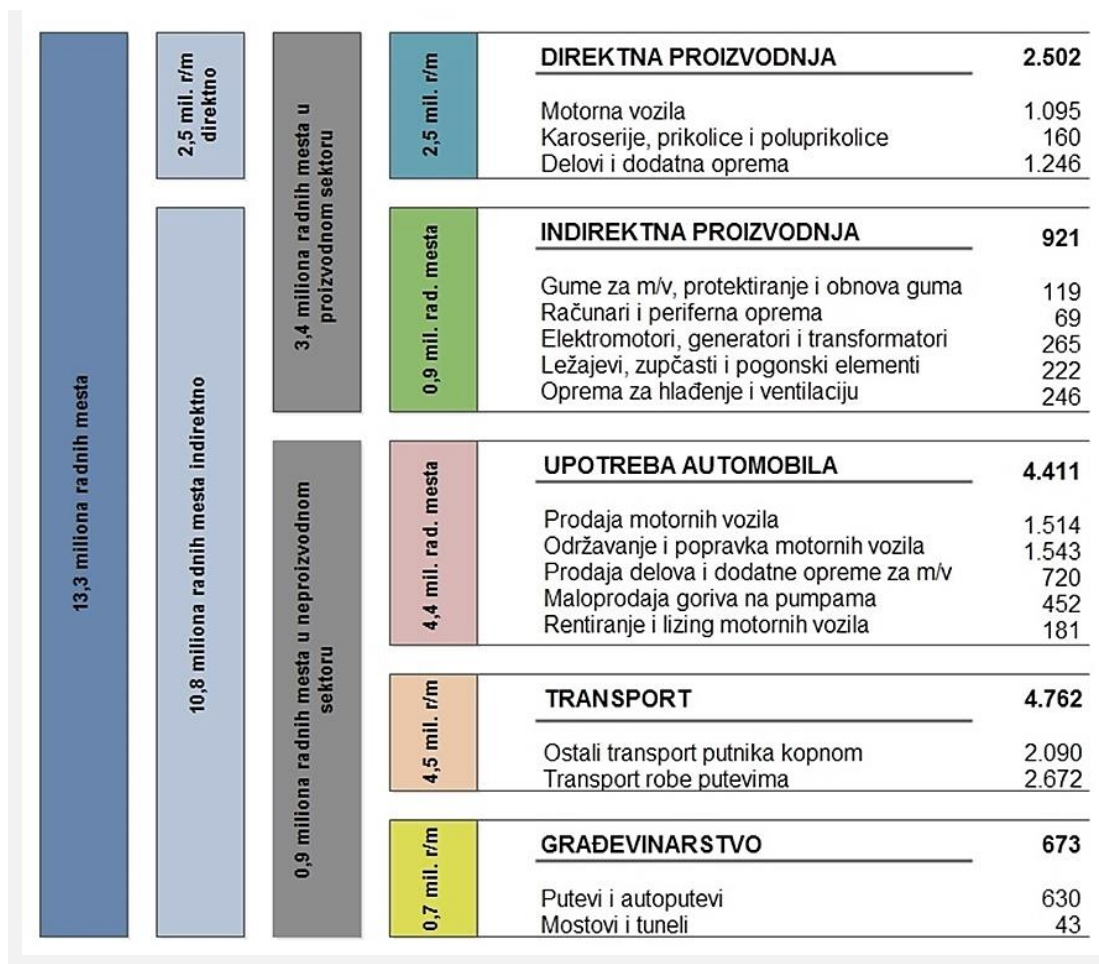 13,3 miliona radnih mesta
2,5 mil. r/m
direktno
10,8 miliona radnih mesta indirektno
3,4 miliona radnih mesta u
proizvodnom sektoru
0,9 miliona radnih mesta u neproizvodnom
sektoru
2,5 mil. r/m
DIREKTNA PROIZVODNJA 2.502
Motorna vozila 1.095
Karoserije, prikolice i poluprikolice 160
Delovi i dodatna oprema 1.246
0,9 mil. rad. mesta
INDIREKTNA PROIZVODNJA 921
Gume za m/v, protektiranje i obnova guma 119
Računari i periferna oprema 69
Elektromotori, generatori i transformatori 265
Ležajevi, zupčasti i pogonski elementi 222
Oprema za hlađenje i ventilaciju 246
4,4 mil. rad. mesta
UPOTREBA AUTOMOBILA 4.411
Prodaja motornih vozila 1.514
Održavanje i popravka motornih vozila 1.543
Prodaja delova i dodatne opreme za m/v 720
Maloprodaja goriva na pumpama 452
Rentiranje i lizing motornih vozila 181
4,5 mil. r/m
TRANSPORT 4.762
Ostali transport putnika kopnom 2.090
Transport robe putevima 2.672
0,7 mil. r/m
GRAĐEVINARSTVO 673
Putevi i autoputevi 630
Mostovi i tuneli 43